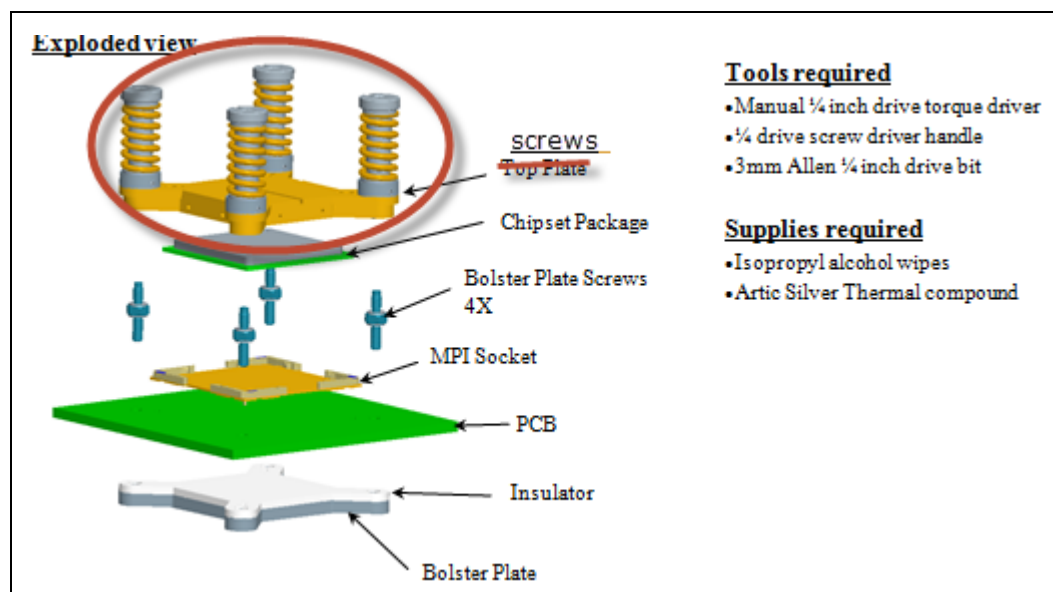 Exploded view
screws
Top Plate
Chipset Package
Bolster Plate Screws
4X
MPI Socket
PCB
Insulator
Bolster Plate
Tools required
•Manual ¼ inch drive torque driver
•¼ drive screw driver handle
•3mm Allen ¼ inch drive bit
Supplies required
•Isopropyl alcohol wipes
•Artic Silver Thermal compound